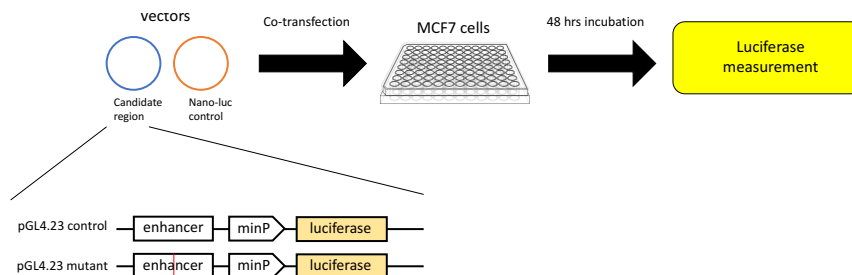 vectors
Co-transfection
MCF7 cells
48 hrs incubation
Luciferase
measurement
Candidate
region
Nano-luc
control
pGL4.23 control
enhancer
minP
luciferase
pGL4.23 mutant
enhancer
minP
luciferase